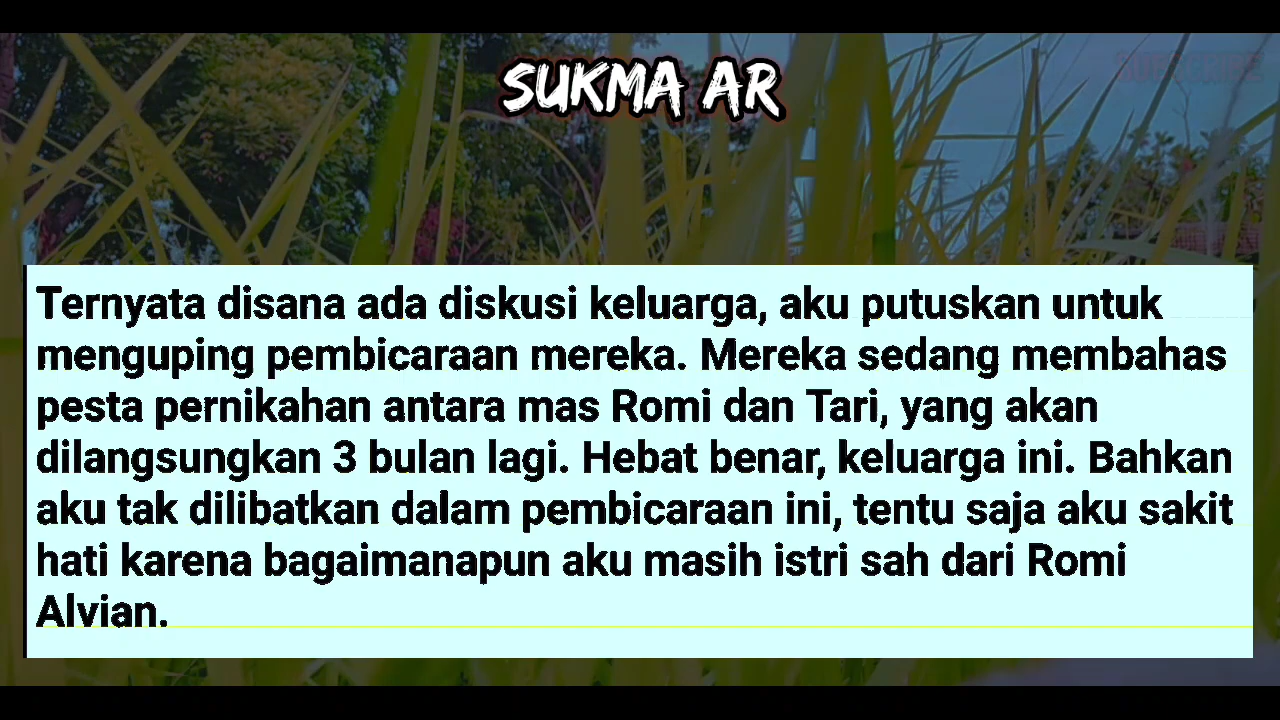 SUKMA AR
SUBSCRIBE
Ternyata disana ada diskusi keluarga, aku putuskan untuk
menguping pembicaraan mereka. Mereka sedang membahas
pesta pernikahan antara mas Romi dan Tari, yang akan
dilangsungkan 3 bulan lagi. Hebat benar, keluarga ini. Bahkan
aku tak dilibatkan dalam pembicaraan ini, tentu saja aku sakit
hati karena bagaimanapun aku masih istri sah dari Romi
Alvian.